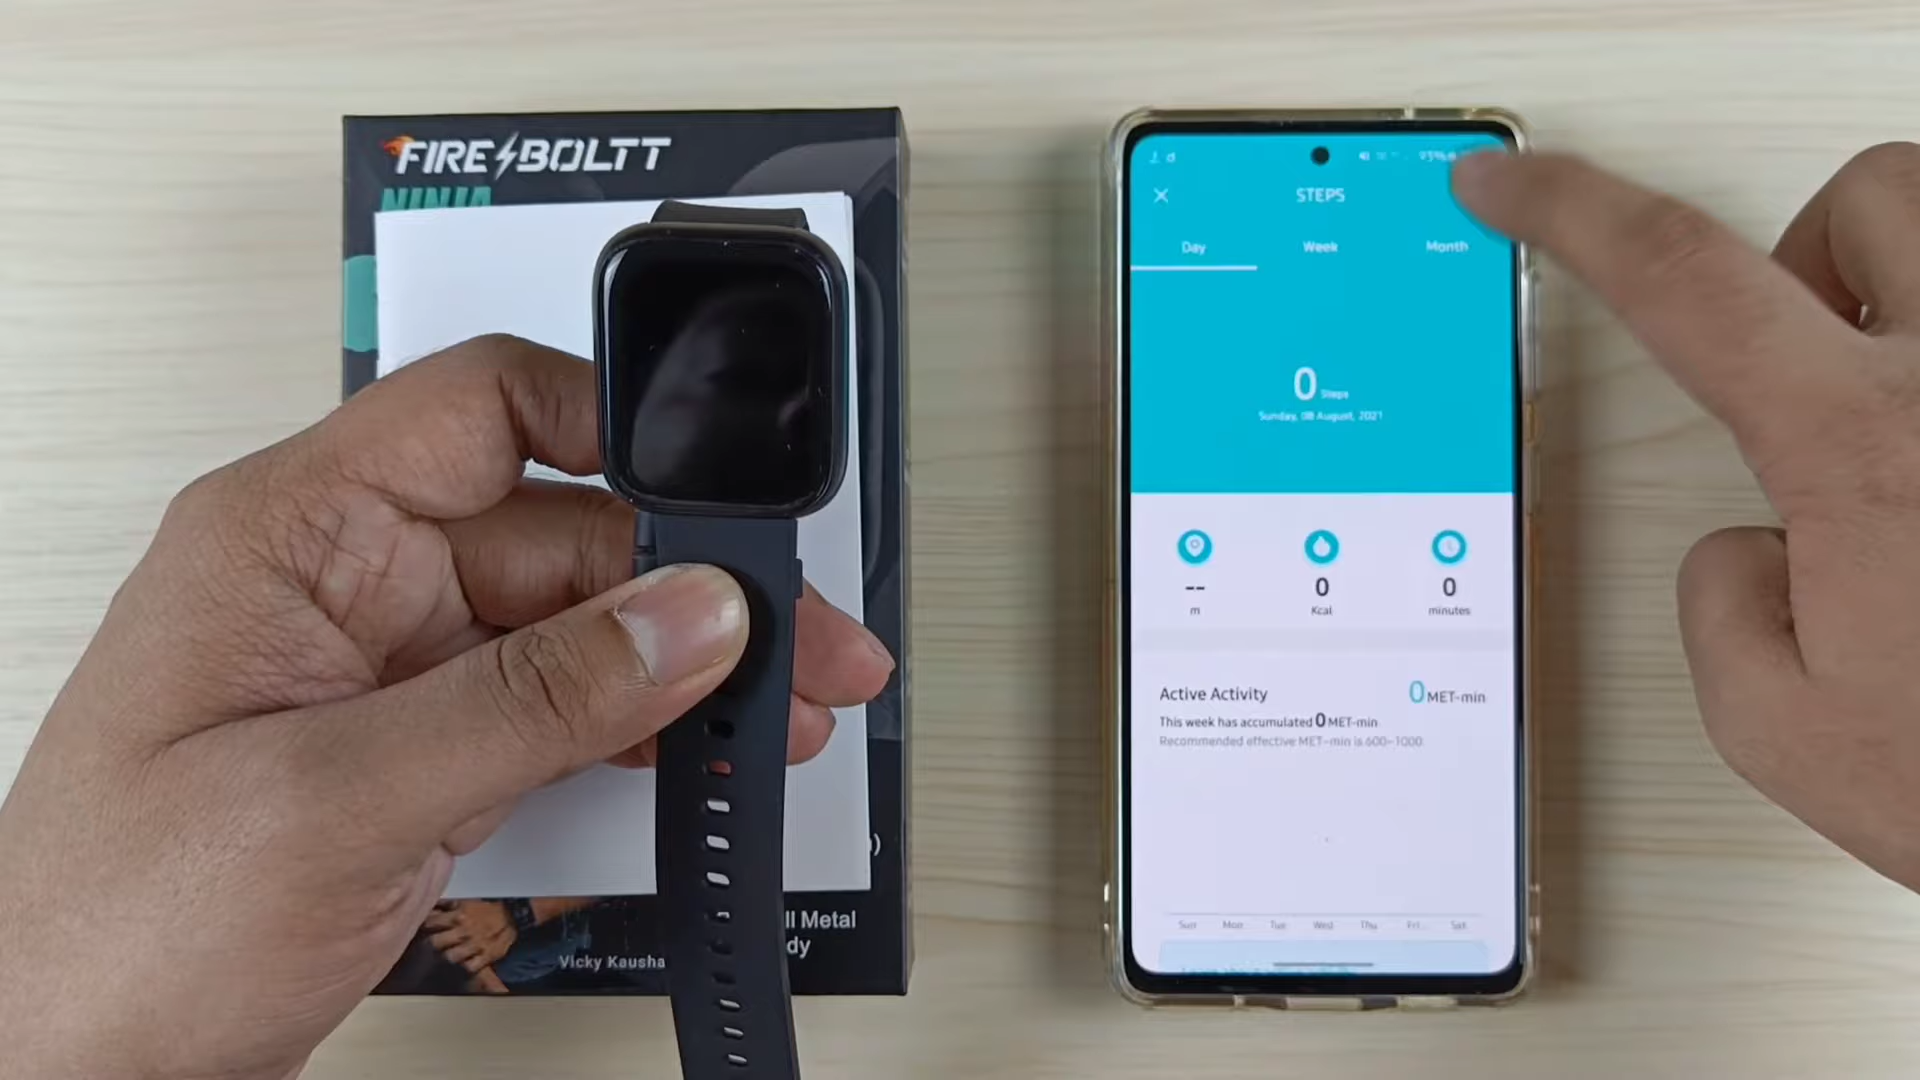 FIRE BOLTT
NINJA
ll Metal
dy
Vicky Kausha
93%
STEPS
Day Week Month
0 Steps
Sunday, 08 August, 2021
-- 0 0
m Kcal minutes
Active Activity 0 MET-min
This week has accumulated 0 MET-min
Recommended effective MET-min is 600~1000
Sun Mon Tue Wed Thu Fri Sat